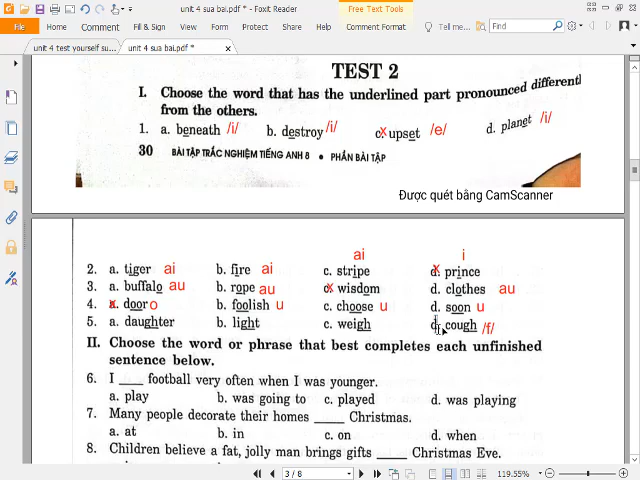 unit 4 sua bai.pdf * - Foxit Reader
Free Text Tools
File Home Comment Fill & Sign View Form Protect Share Help Comment Format Tell me... Find
unit 4 test yourself su... unit 4 sua bai.pdf *
TEST 2
I. Choose the word that has the underlined part pronounced different
from the others.
1. a. beneath /i/ b. destroy /i/ c. x upset /e/ d. planet /i/
30 BÀI TẬP TRẮC NGHIỆM TIẾNG ANH 8 • PHẦN BÀI TẬP
Được quét bằng CamScanner
ai i
2. a. tiger ai b. fire ai c. stripe d. x prince
3. a. buffalo au b. rope au c. x wisdom d. clothes au
4. a. x door o b. foolish u c. choose u d. soon u
5. a. daughter b. light c. weigh d. cough /f/
II. Choose the word or phrase that best completes each unfinished
sentence below.
6. I ___ football very often when I was younger.
a. play b. was going to c. played d. was playing
7. Many people decorate their homes ____ Christmas.
a. at b. in c. on d. when
8. Children believe a fat, jolly man brings gifts ____ Christmas Eve.
3 / 8 119.55%